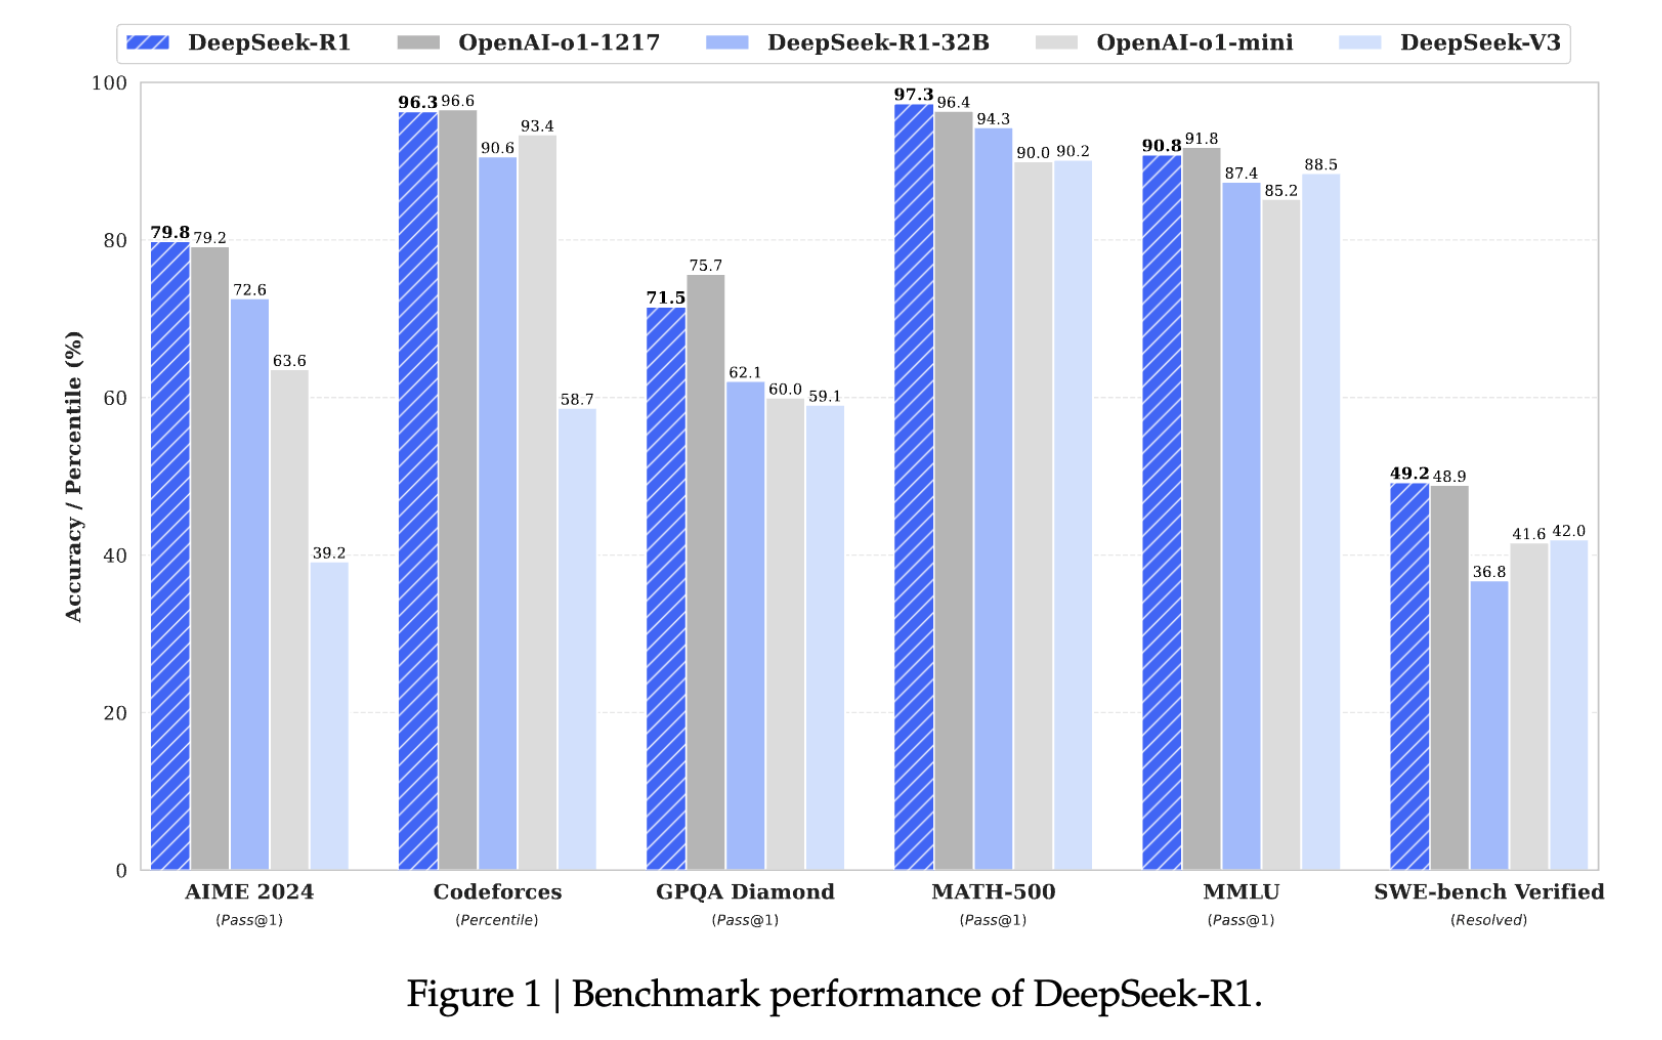 DeepSeek-R1 OpenAI-o1-1217 DeepSeek-R1-32B OpenAI-o1-mini DeepSeek-V3
Accuracy / Percentile (%)
100
80
60
40
20
0
79.8 79.2 72.6 63.6 39.2
96.3 96.6 90.6 93.4 58.7
71.5 75.7 62.1 60.0 59.1
97.3 96.4 94.3 90.0 90.2
90.8 91.8 87.4 85.2 88.5
49.2 48.9 36.8 41.6 42.0
AIME 2024 Codeforces GPQA Diamond MATH-500 MMLU SWE-bench Verified
(Pass@1) (Percentile) (Pass@1) (Pass@1) (Pass@1) (Resolved)
Figure 1 | Benchmark performance of DeepSeek-R1.